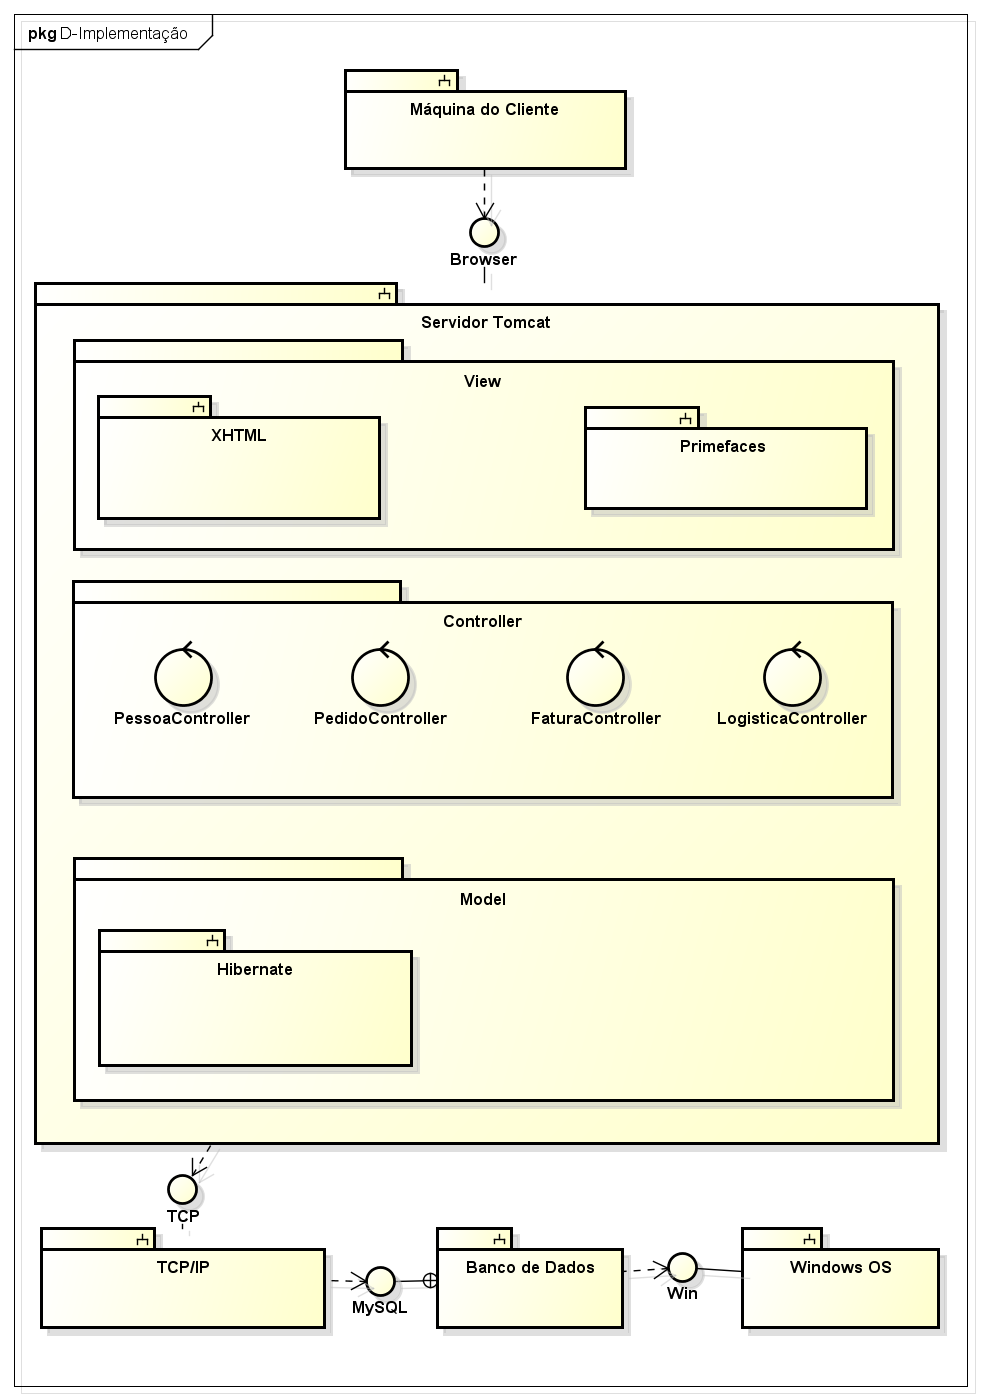 pkg D-Implementação
Máquina do Cliente
Browser
Servidor Tomcat
View
XHTML
Primefaces
Controller
PessoaController
PedidoController
FaturaController
LogisticaController
Model
Hibernate
TCP
TCP/IP
MySQL
Banco de Dados
Win
Windows OS